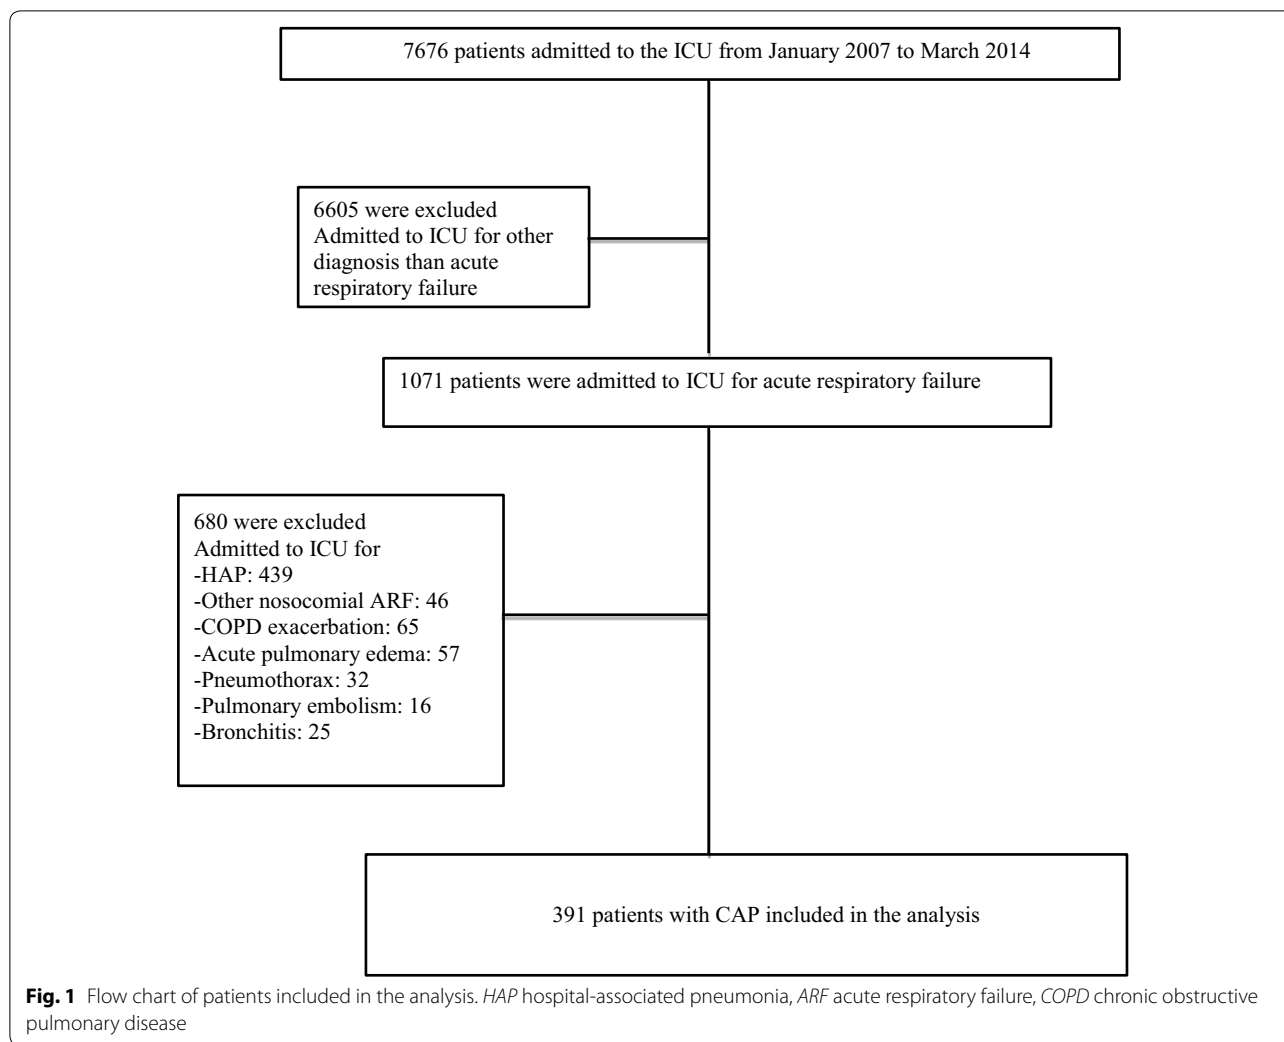 7676 patients admitted to the ICU from January 2007 to March 2014
6605 were excluded
Admitted to ICU for other
diagnosis than acute
respiratory failure
1071 patients were admitted to ICU for acute respiratory failure
680 were excluded
Admitted to ICU for
-HAP: 439
-Other nosocomial ARF: 46
-COPD exacerbation: 65
-Acute pulmonary edema: 57
-Pneumothorax: 32
-Pulmonary embolism: 16
-Bronchitis: 25
391 patients with CAP included in the analysis
Fig. 1 Flow chart of patients included in the analysis. HAP hospital-associated pneumonia, ARF acute respiratory failure, COPD chronic obstructive
pulmonary disease